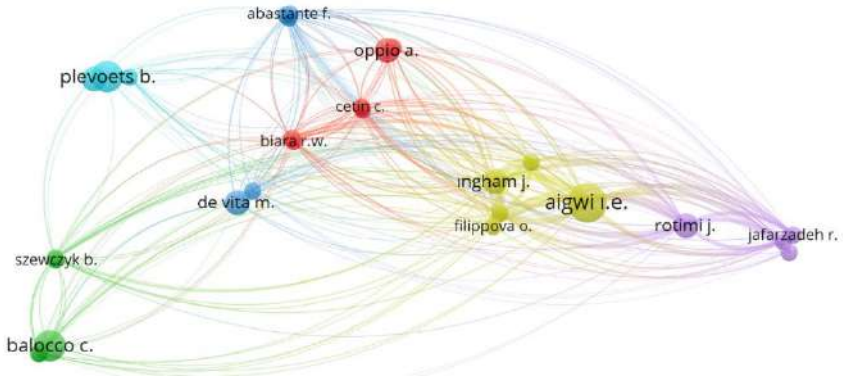 abastante f.
oppio a.
plevoets b.
cetin c.
biara r.w.
ingham j.
de vita m.
aigwi i.e.
filippova o.
rotimi j.
jafarzadeh r.
szewczyk b.
balocco c.